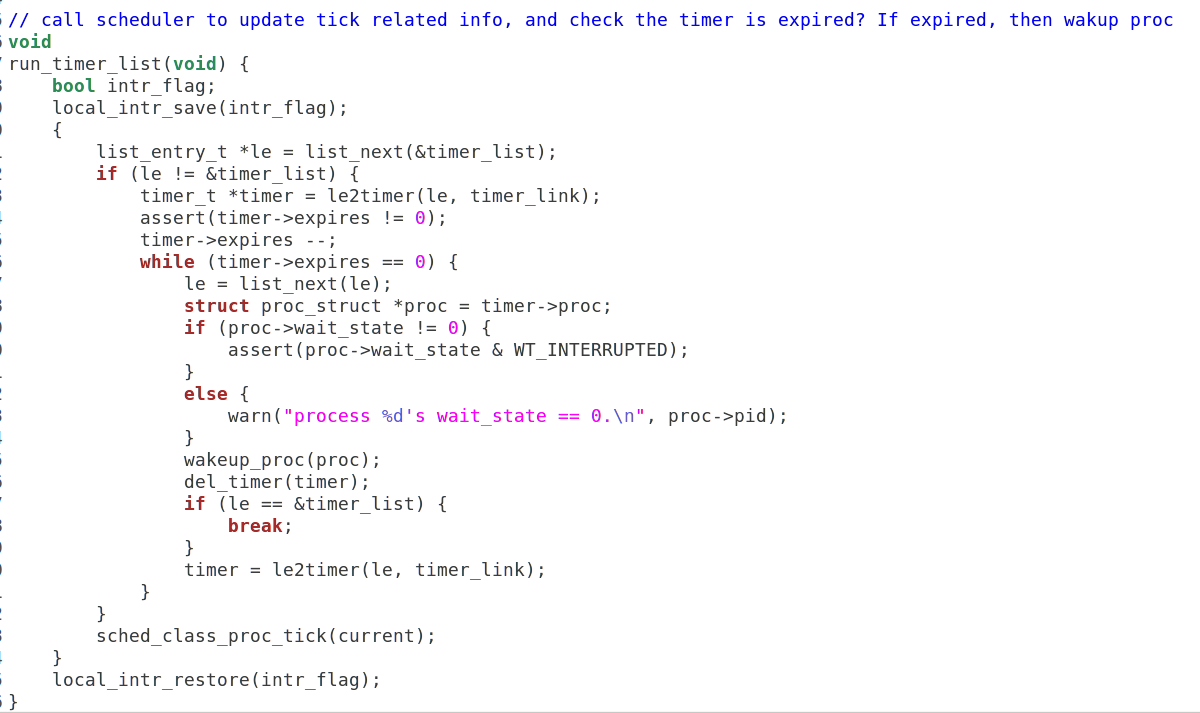 // call scheduler to update tick related info, and check the timer is expired? If expired, then wakup proc
void
run_timer_list(void) {
    bool intr_flag;
    local_intr_save(intr_flag);
    {
        list_entry_t *le = list_next(&timer_list);
        if (le != &timer_list) {
            timer_t *timer = le2timer(le, timer_link);
            assert(timer->expires != 0);
            timer->expires --;
            while (timer->expires == 0) {
                le = list_next(le);
                struct proc_struct *proc = timer->proc;
                if (proc->wait_state != 0) {
                    assert(proc->wait_state & WT_INTERRUPTED);
                }
                else {
                    warn("process %d's wait_state == 0.\n", proc->pid);
                }
                wakeup_proc(proc);
                del_timer(timer);
                if (le == &timer_list) {
                    break;
                }
                timer = le2timer(le, timer_link);
            }
        }
        sched_class_proc_tick(current);
    }
    local_intr_restore(intr_flag);
}